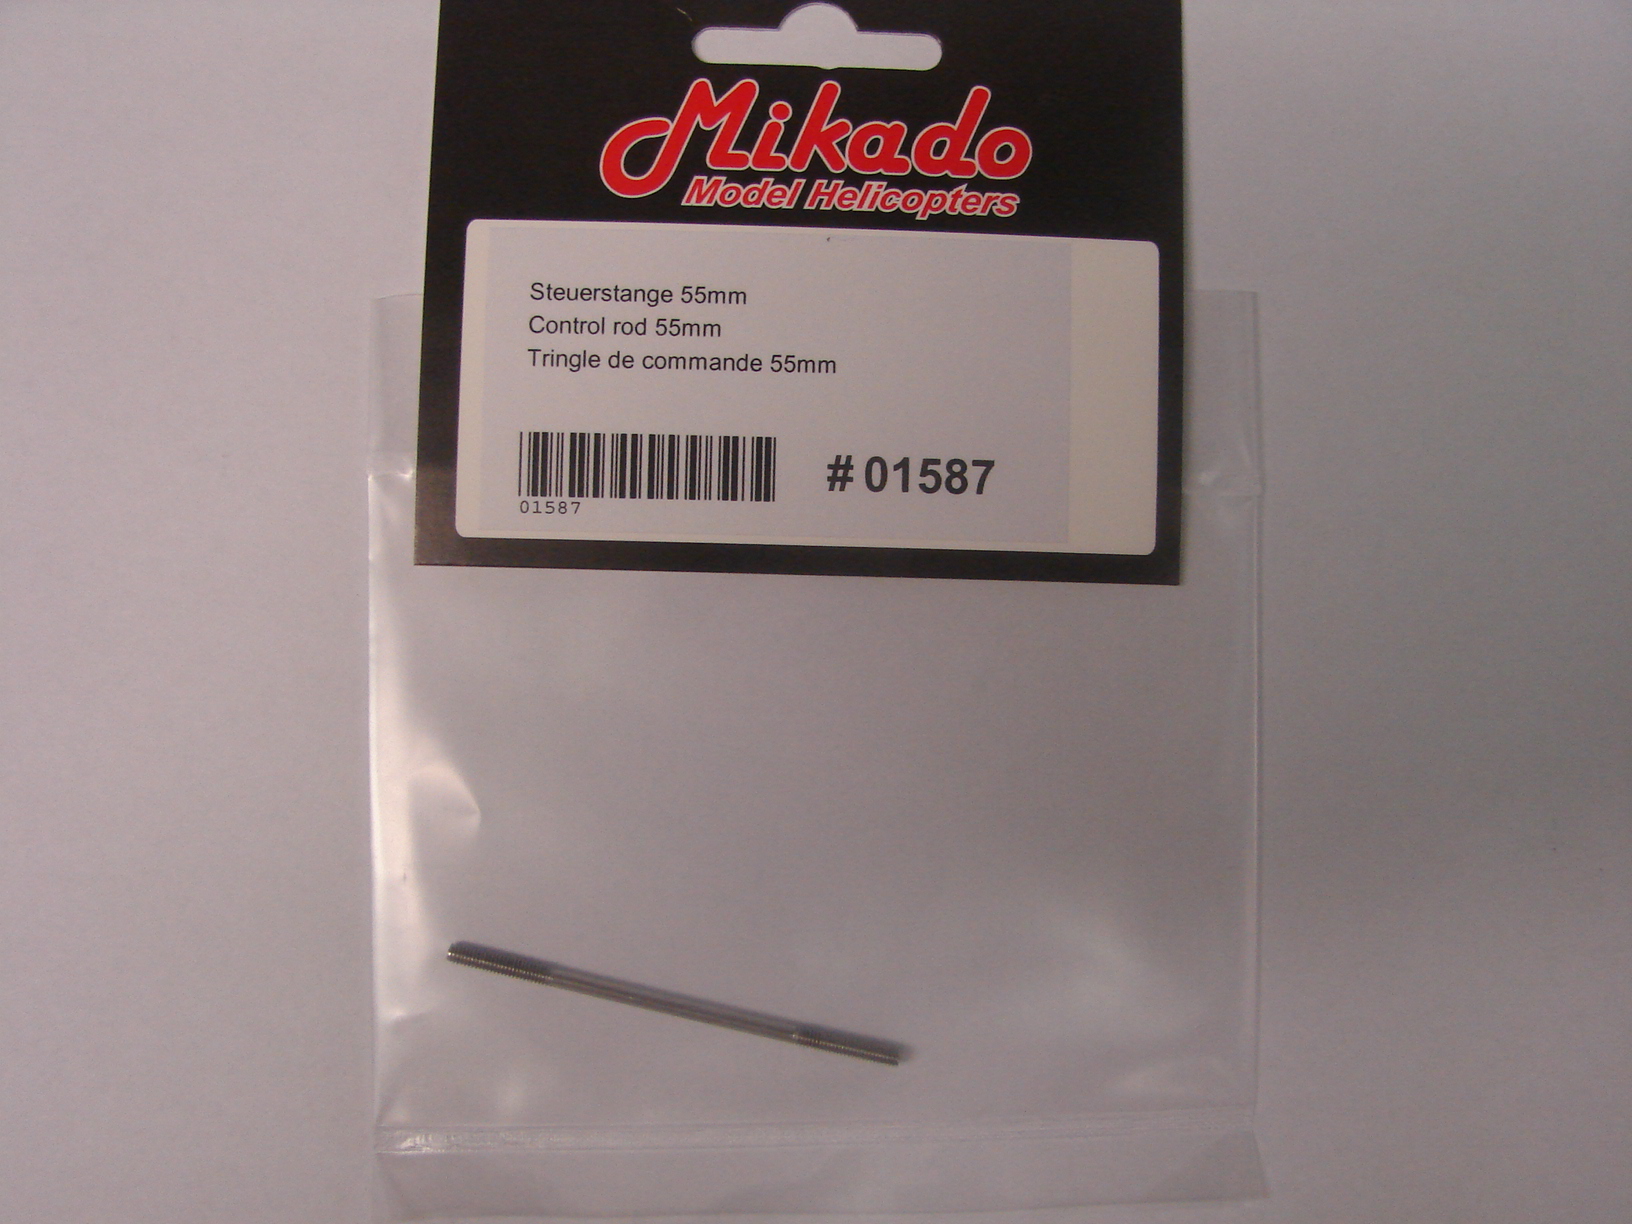 Mikado
Model Helicopters
Steuerstange 55mm
Control rod 55mm
Tringle de commande 55mm
# 01587
01587